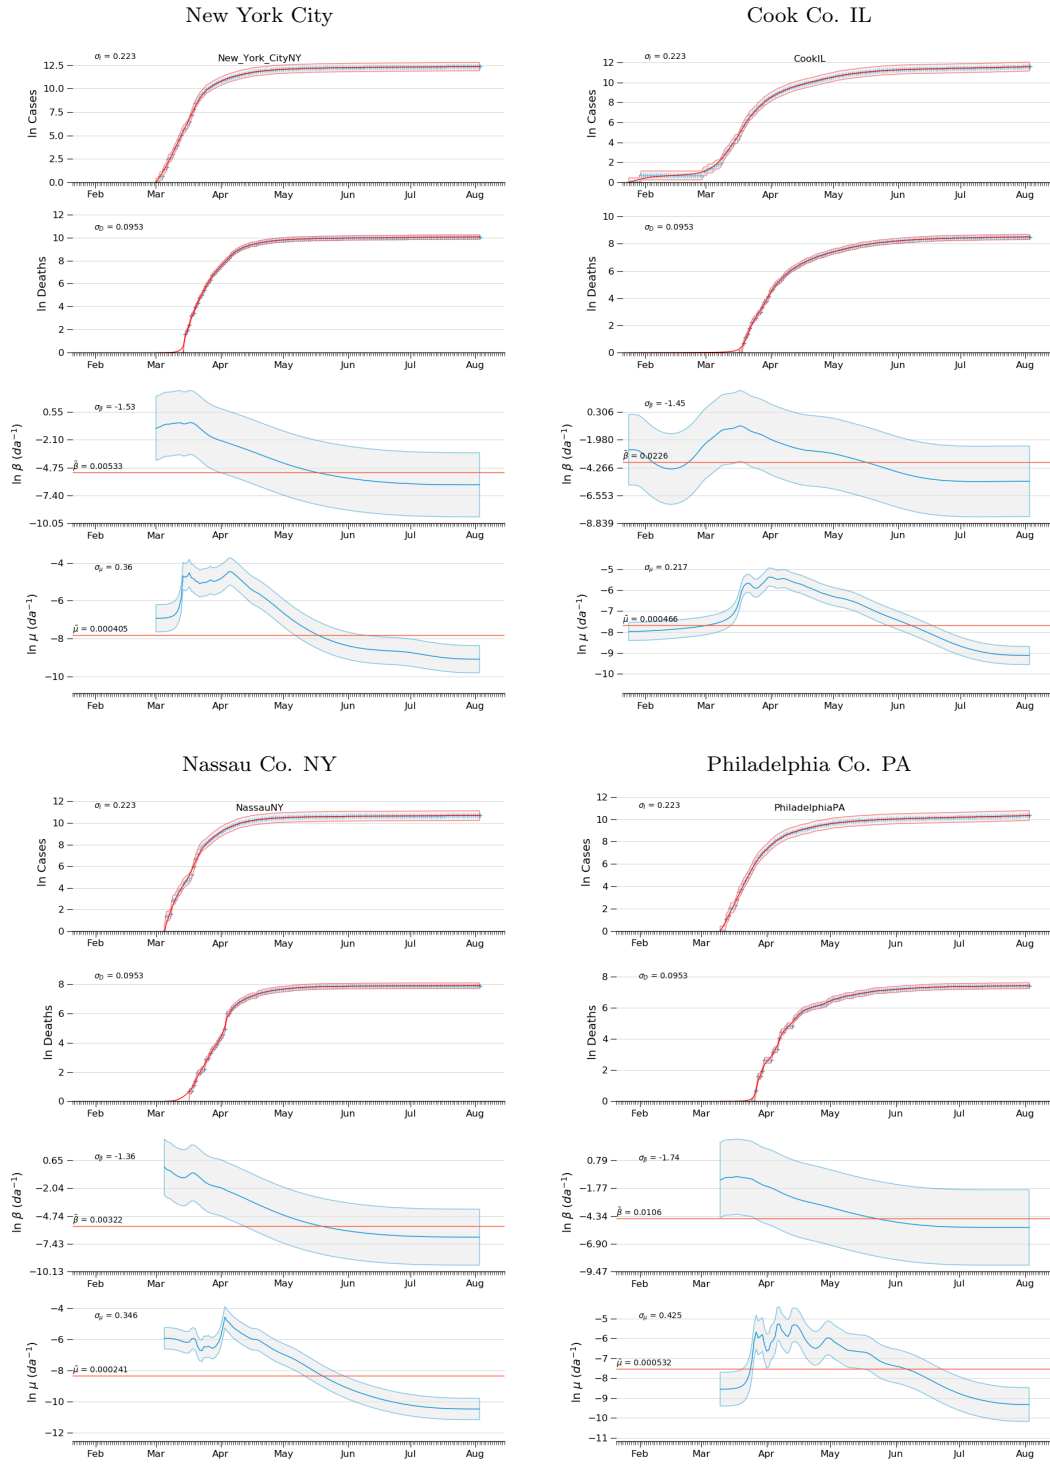 New York City
σI = 0.223
New_York_CityNY
ln Cases
12.5
10.0
7.5
5.0
2.5
0.0
Feb Mar Apr May Jun Jul Aug
σD = 0.0953
ln Deaths
12
10
8
6
4
2
0
Feb Mar Apr May Jun Jul Aug
σβ = -1.53
ln β (da⁻¹)
0.55
−2.10
−4.75
−7.40
−10.05
β̃ = 0.00533
Feb Mar Apr May Jun Jul Aug
σμ = 0.36
ln μ (da⁻¹)
−4
−6
−8
−10
μ̃ = 0.000405
Feb Mar Apr May Jun Jul Aug
Cook Co. IL
σI = 0.223
CookIL
ln Cases
12
10
8
6
4
2
0
Feb Mar Apr May Jun Jul Aug
σD = 0.0953
ln Deaths
10
8
6
4
2
0
Feb Mar Apr May Jun Jul Aug
σβ = -1.45
ln β (da⁻¹)
0.306
−1.980
−4.266
−6.553
−8.839
β̃ = 0.0226
Feb Mar Apr May Jun Jul Aug
σμ = 0.217
ln μ (da⁻¹)
−5
−6
−7
−8
−9
−10
μ̃ = 0.000466
Feb Mar Apr May Jun Jul Aug
Nassau Co. NY
σI = 0.223
NassauNY
ln Cases
12
10
8
6
4
2
0
Feb Mar Apr May Jun Jul Aug
σD = 0.0953
ln Deaths
8
6
4
2
0
Feb Mar Apr May Jun Jul Aug
σβ = -1.36
ln β (da⁻¹)
0.65
−2.04
−4.74
−7.43
−10.13
β̃ = 0.00322
Feb Mar Apr May Jun Jul Aug
σμ = 0.346
ln μ (da⁻¹)
−4
−6
−8
−10
−12
μ̃ = 0.000241
Feb Mar Apr May Jun Jul Aug
Philadelphia Co. PA
σI = 0.223
PhiladelphiaPA
ln Cases
12
10
8
6
4
2
0
Feb Mar Apr May Jun Jul Aug
σD = 0.0953
ln Deaths
8
6
4
2
0
Feb Mar Apr May Jun Jul Aug
σβ = -1.74
ln β (da⁻¹)
0.79
−1.77
−4.34
−6.90
−9.47
β̃ = 0.0106
Feb Mar Apr May Jun Jul Aug
σμ = 0.425
ln μ (da⁻¹)
−5
−6
−7
−8
−9
−10
−11
μ̃ = 0.000532
Feb Mar Apr May Jun Jul Aug